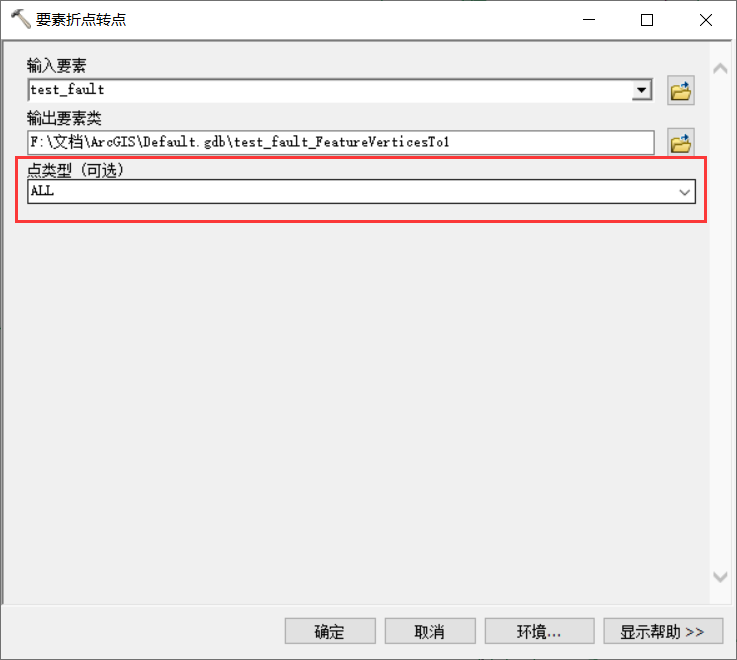 要素折点转点
输入要素
test_fault
输出要素类
F:\文档\ArcGIS\Default.gdb\test_fault_FeatureVerticesTo1
点类型（可选）
ALL
确定
取消
环境...
显示帮助 >>